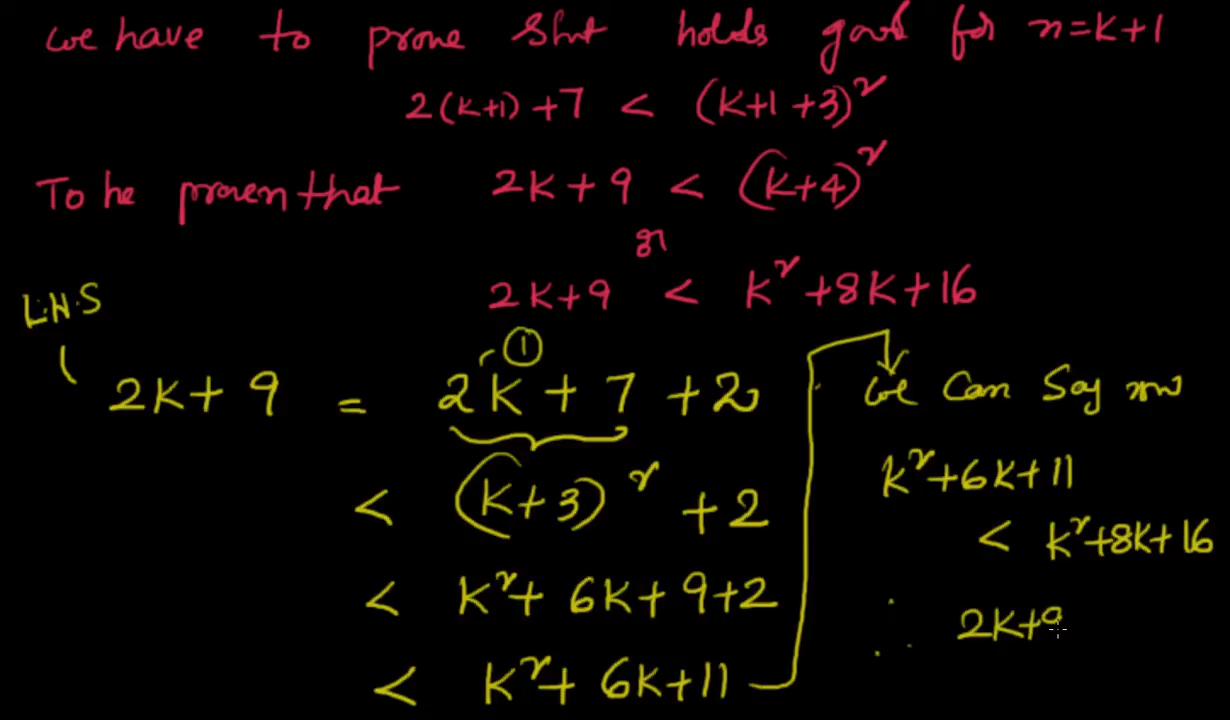 we have to prove Stmt holds good for n=K+1
2(K+1)+7 < (K+1+3)²
To be proven that 2K+9 < (K+4)²
or
2K+9 < K²+8K+16
L.H.S
①
2K+9 = 2K+7+2
< (K+3)²+2
< K²+6K+9+2
< K²+6K+11
We Can Say now
K²+6K+11
< K²+8K+16
∴ 2K+9